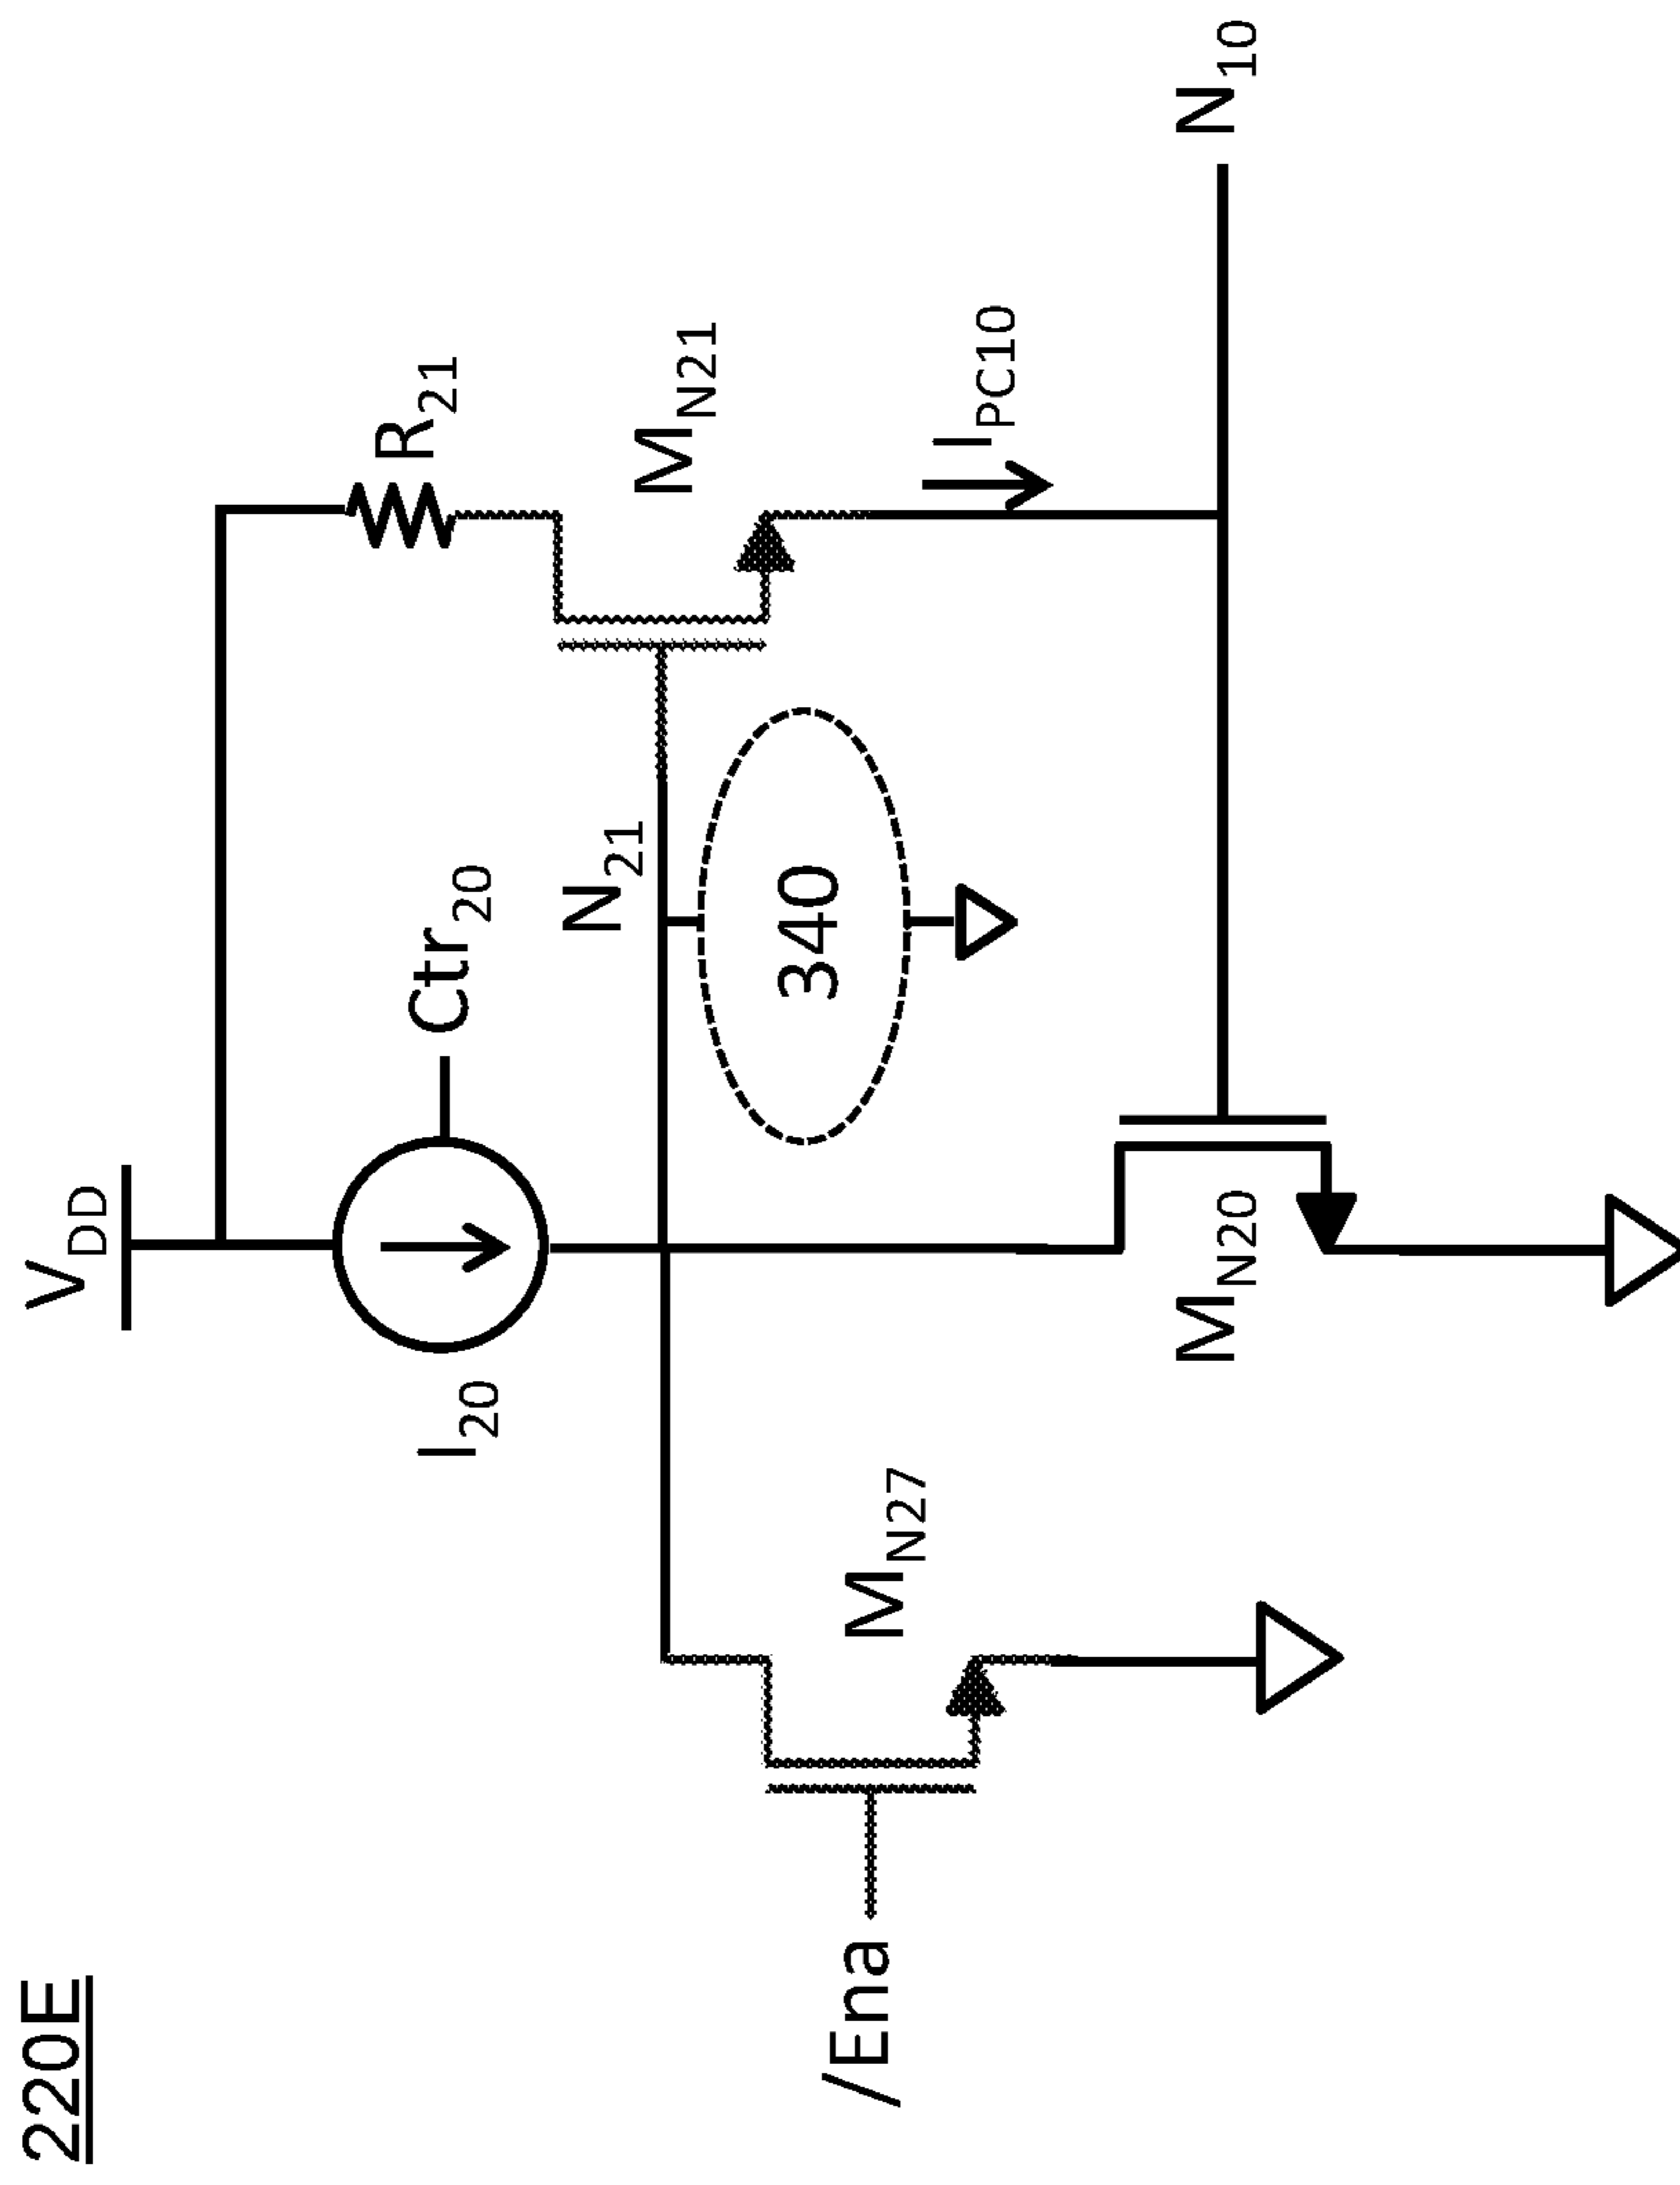 220E
V_DD
I_20
Ctr_20
R_21
N_21
M_N21
340
M_N27
/Ena
I_PC10
M_N20
N_10